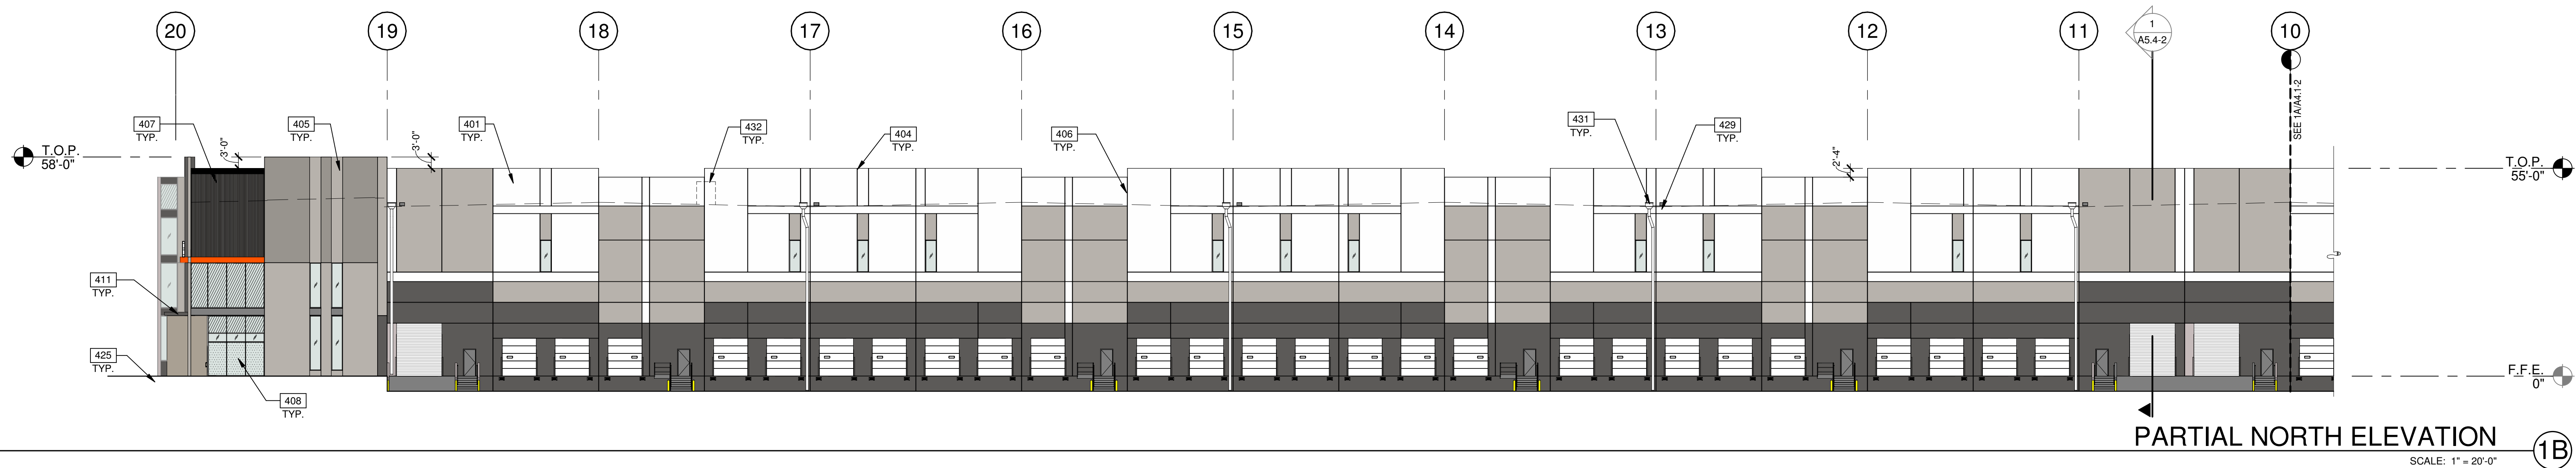 20
19
18
17
16
15
14
13
12
11
1
A5.4-2
10
SEE 1A/A4.1-2
407
TYP.
405
TYP.
401
TYP.
432
TYP.
404
TYP.
406
TYP.
431
TYP.
429
TYP.
T.O.P.
58'-0"
3'-0"
3'-0"
2'-4"
T.O.P.
55'-0"
411
TYP.
425
TYP.
408
TYP.
F.F.E.
0"
PARTIAL NORTH ELEVATION
1B
SCALE: 1" = 20'-0"